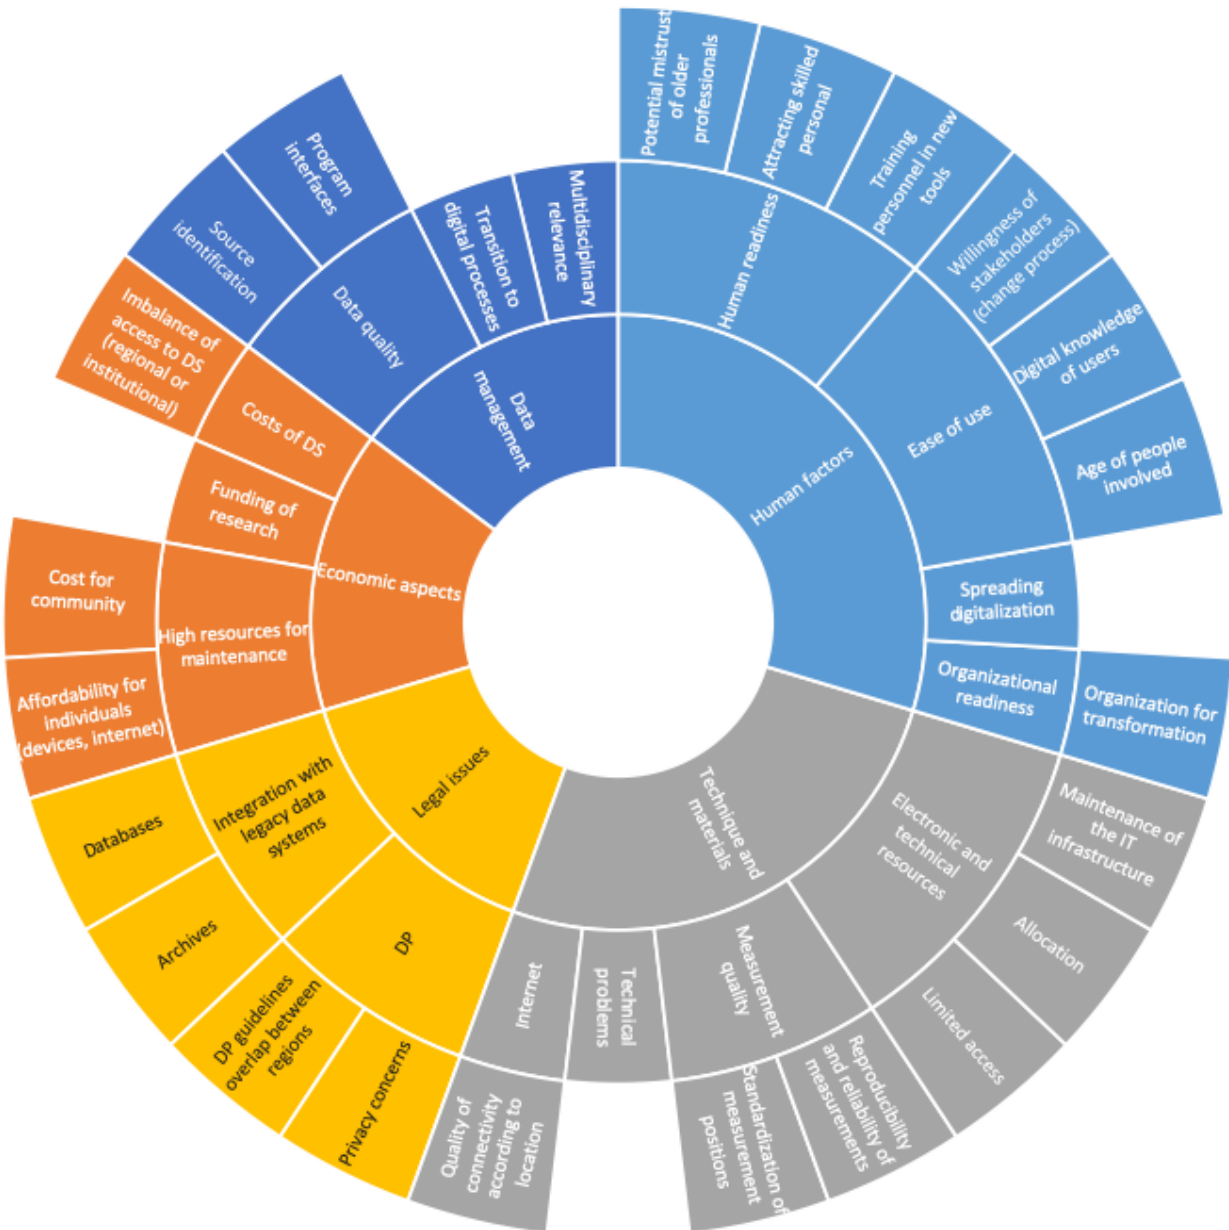 Human factors
Human readiness
Potential mistrust
of older
professionals
Attracting skilled
personal
Training
personnel in new
tools
Ease of use
Willingness of
stakeholders
(change process)
Digital knowledge
of users
Age of people
involved
Spreading
digitalization
Organizational
readiness
Organization for
transformation
Technique and
materials
Electronic and
technical
resources
Maintenance of
the IT
infrastructure
Allocation
Limited access
Measurement
quality
Reproducibility
and reliability of
measurements
Standardization of
measurement
positions
Technical
problems
Internet
Quality of
connectivity
according to
location
Legal issues
DP
Privacy concerns
DP guidelines
overlap between
regions
Integration with
legacy data
systems
Archives
Databases
Economic aspects
High resources for
maintenance
Affordability for
individuals
(devices, internet)
Cost for
community
Funding of
research
Costs of DS
Imbalance of
access to DS
(regional or
institutional)
Data
management
Data quality
Source
identification
Program
interfaces
Transition to
digital processes
Multidisciplinary
relevance